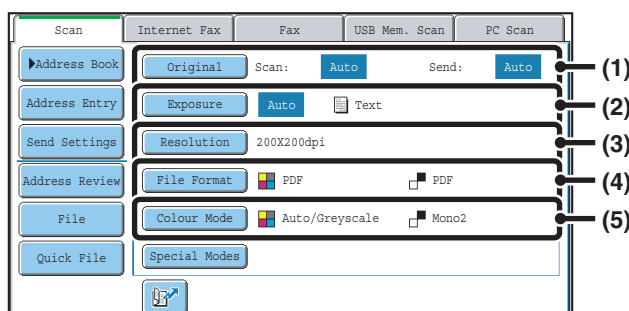 Scan Internet Fax Fax USB Mem. Scan PC Scan
Address Book Original Scan: Auto Send: Auto (1)
Address Entry Exposure Auto Text (2)
Send Settings Resolution 200X200dpi (3)
Address Review File Format PDF PDF (4)
File Colour Mode Auto/Greyscale Mono2 (5)
Quick File Special Modes